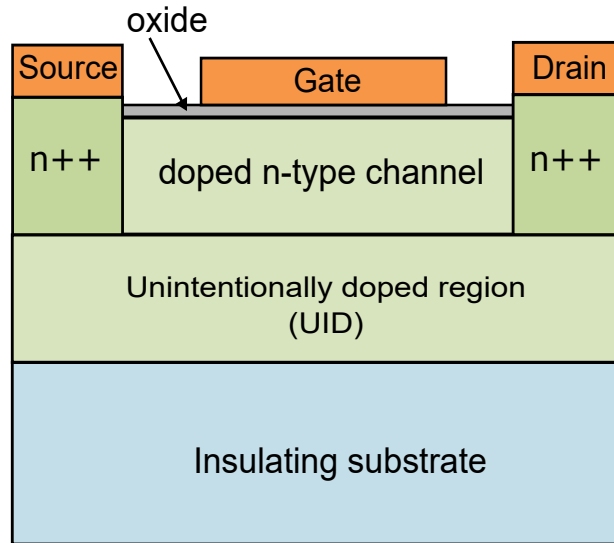 oxide
Source
Gate
Drain
n++
doped n-type channel
n++
Unintentionally doped region
(UID)
Insulating substrate